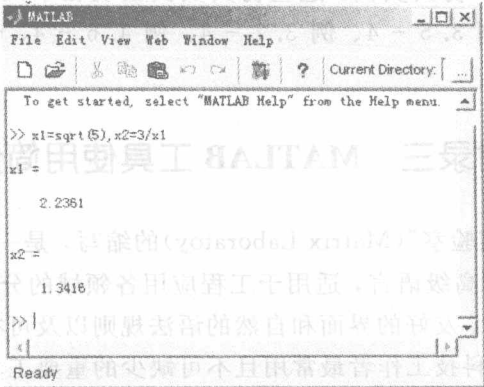 MATLAB
File Edit View Web Window Help
? Current Directory: ...
To get started, select "MATLAB Help" from the Help menu.
>> x1=sqrt(5),x2=3/x1
x1 =
2.2361
x2 =
1.3416
>>
Ready